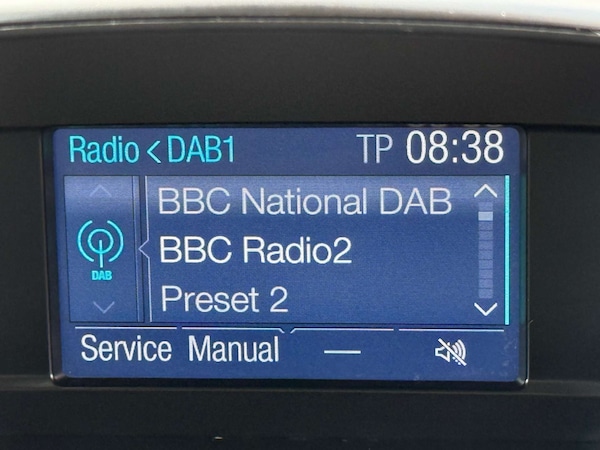 Radio < DAB1 TP 08:38
BBC National DAB
BBC Radio2
DAB
Preset 2
Service Manual —